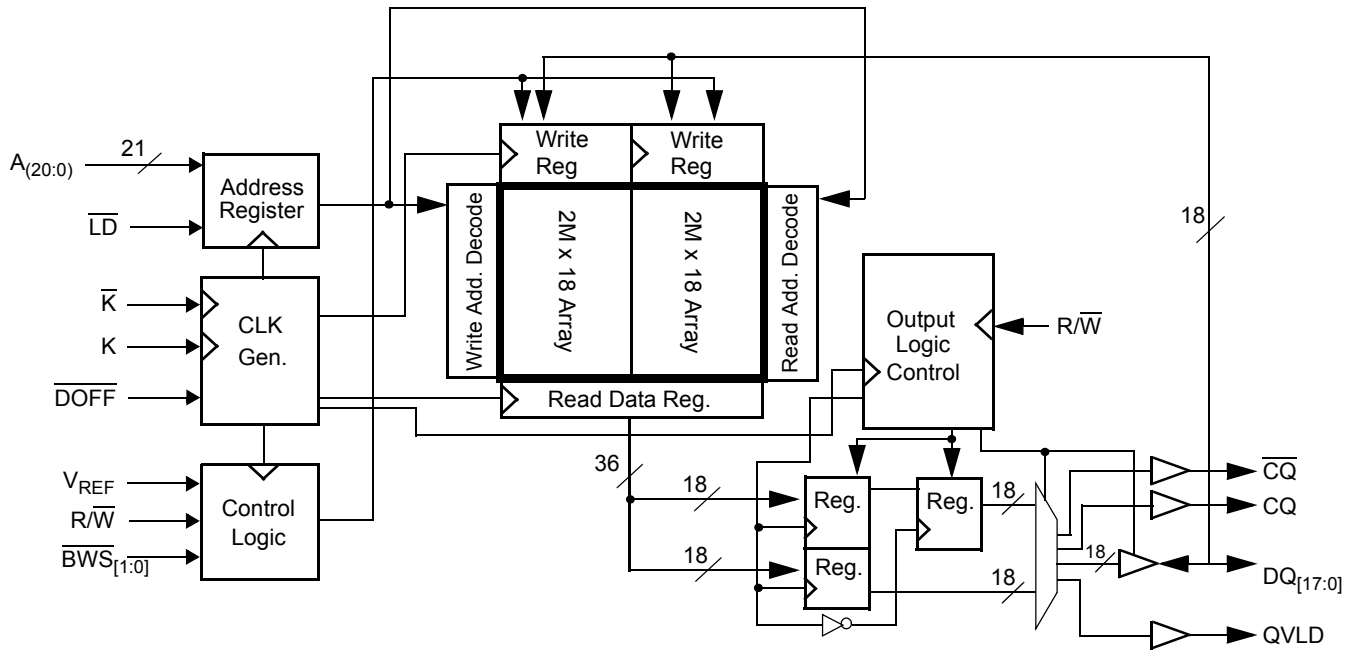 A(20:0)
21
LD
K
K
DOFF
VREF
R/W
BWS[1:0]
Address
Register
CLK
Gen.
Control
Logic
Write
Reg
Write
Reg
Write Add. Decode
2M x 18 Array
2M x 18 Array
Read Add. Decode
Read Data Reg.
36
18
18
Output
Logic
Control
R/W
18
Reg.
Reg.
Reg.
18
18
18
CQ
CQ
DQ[17:0]
QVLD